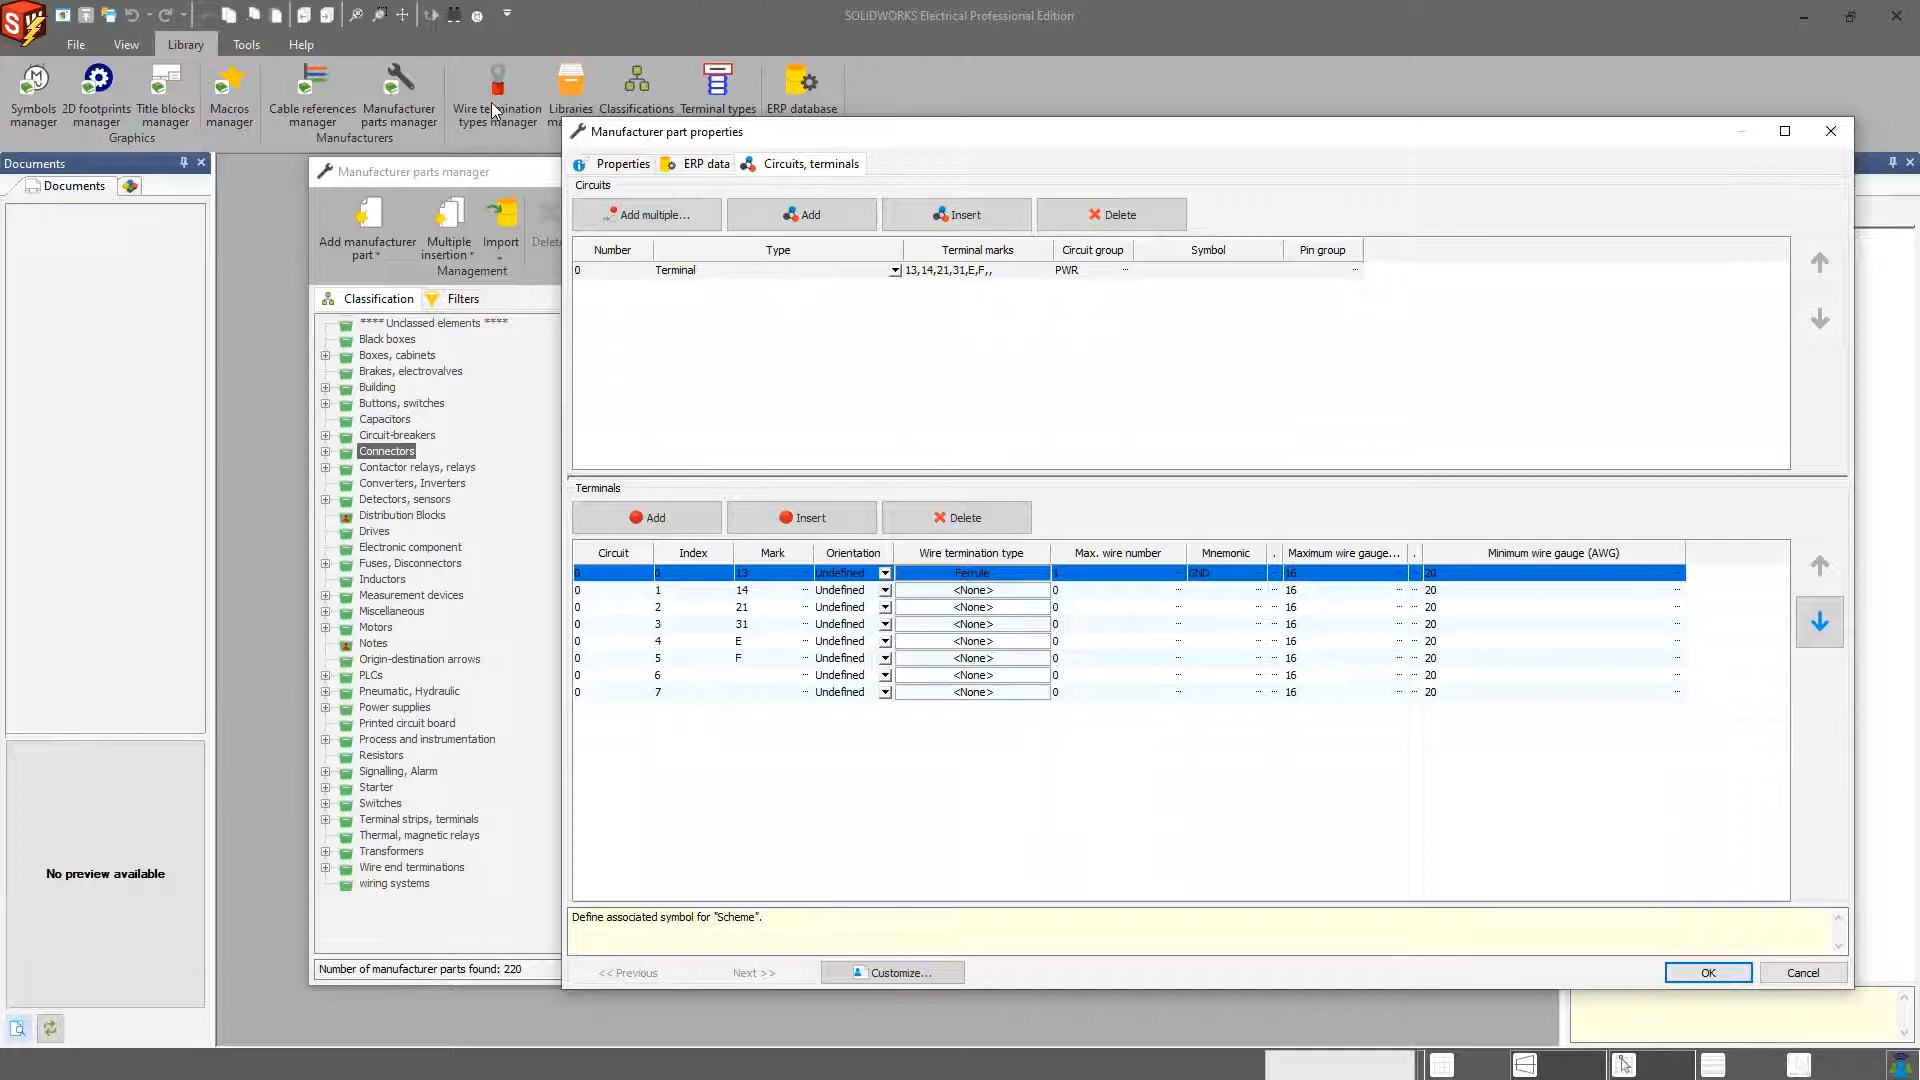 SOLIDWORKS Electrical Professional Edition
File View Library Tools Help
Symbols manager
2D footprints manager
Title blocks manager
Macros manager
Cable references manager
Manufacturer parts manager
Wire termination types manager
Libraries
Classifications
Terminal types
ERP database
Graphics
Manufacturers
Documents
Documents
No preview available
Manufacturer parts manager
Add manufacturer part
Multiple insertion
Import
Delet
Management
Classification Filters
**** Unclassed elements ****
Black boxes
Boxes, cabinets
Brakes, electrovalves
Building
Buttons, switches
Capacitors
Circuit-breakers
Connectors
Contactor relays, relays
Converters, Inverters
Detectors, sensors
Distribution Blocks
Drives
Electronic component
Fuses, Disconnectors
Inductors
Measurement devices
Miscellaneous
Motors
Notes
Origin-destination arrows
PLCs
Pneumatic, Hydraulic
Power supplies
Printed circuit board
Process and instrumentation
Resistors
Signalling, Alarm
Starter
Switches
Terminal strips, terminals
Thermal, magnetic relays
Transformers
Wire end terminations
wiring systems
Number of manufacturer parts found: 220
Manufacturer part properties
Properties ERP data Circuits, terminals
Circuits
Add multiple... Add Insert Delete
Number Type Terminal marks Circuit group Symbol Pin group
0 Terminal 13,14,21,31,E,F,, PWR
Terminals
Add Insert Delete
Circuit Index Mark Orientation Wire termination type Max. wire number Mnemonic . Maximum wire gauge... . Minimum wire gauge (AWG)
0 0 13 Undefined Ferrule 1 GND 16 20
0 1 14 Undefined <None> 0 16 20
0 2 21 Undefined <None> 0 16 20
0 3 31 Undefined <None> 0 16 20
0 4 E Undefined <None> 0 16 20
0 5 F Undefined <None> 0 16 20
0 6 Undefined <None> 0 16 20
0 7 Undefined <None> 0 16 20
Define associated symbol for "Scheme".
<< Previous Next >> Customize... OK Cancel